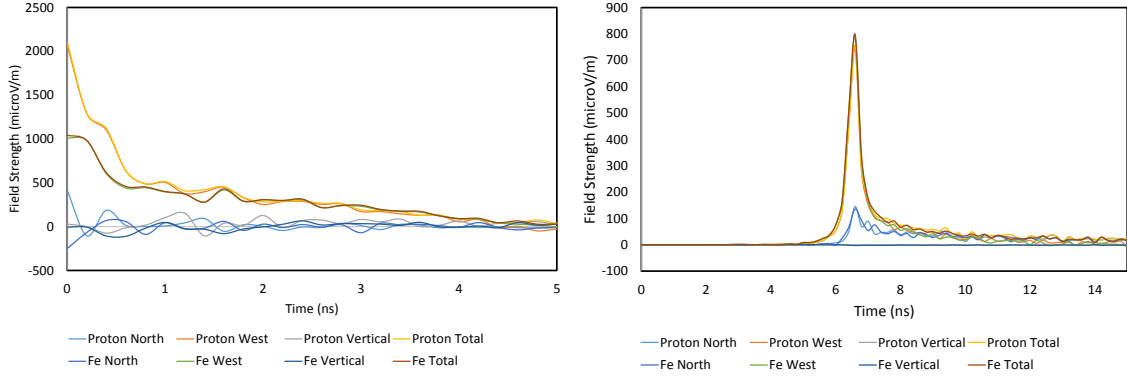 Field Strength (microV/m)
2500
2000
1500
1000
500
0
-500
0 1 2 3 4 5
Time (ns)
Proton North Proton West Proton Vertical Proton Total
Fe North Fe West Fe Vertical Fe Total
Field Strength (microV/m)
900
800
700
600
500
400
300
200
100
0
-100
0 2 4 6 8 10 12 14
Time (ns)
Proton North Proton West Proton Vertical Proton Total
Fe North Fe West Fe Vertical Fe Total